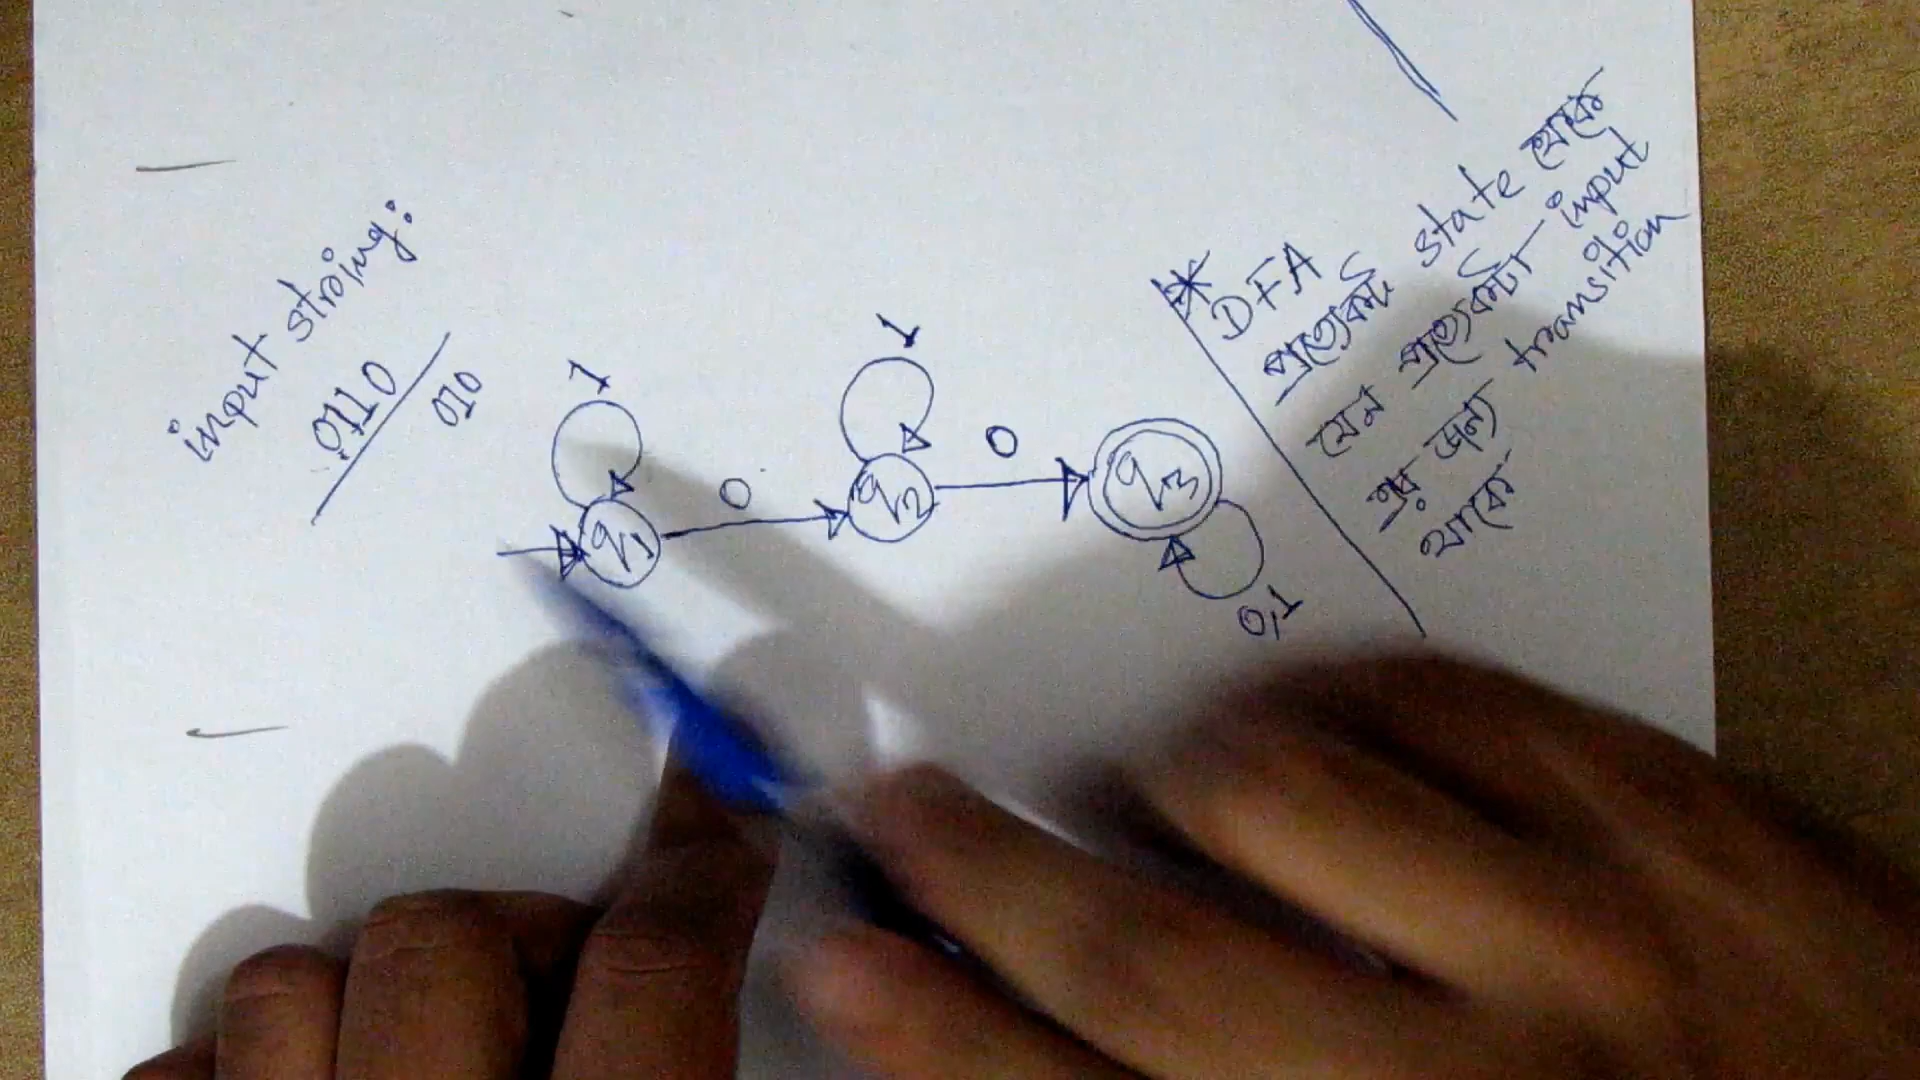 input string:
0110
010
1
1
0
0
q1
q2
q3
0,1
* DFA
প্রত্যেকটি state থেকে
যেন প্রত্যেকটা input
এর জন্য transition
থাকে